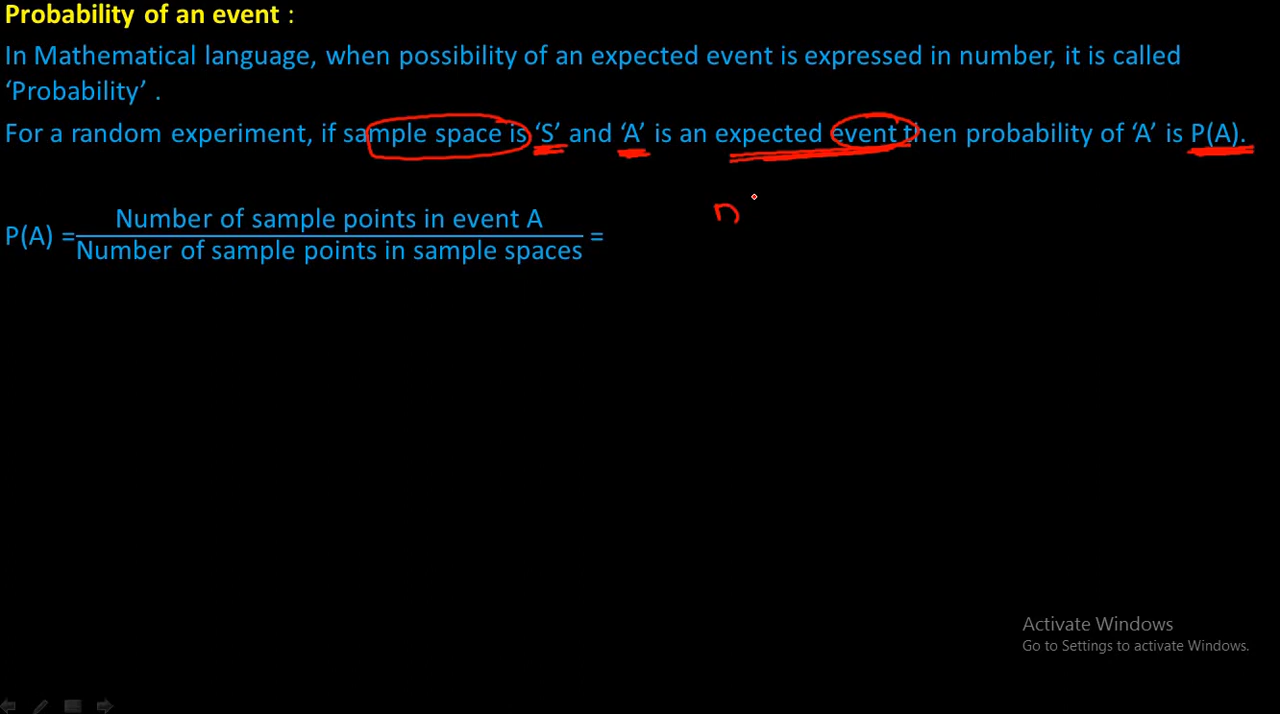 Probability of an event :
In Mathematical language, when possibility of an expected event is expressed in number, it is called
‘Probability’ .
For a random experiment, if sample space is ‘S’ and ‘A’ is an expected event then probability of ‘A’ is P(A).
n
Number of sample points in event A
P(A) = =
Number of sample points in sample spaces
Activate Windows
Go to Settings to activate Windows.